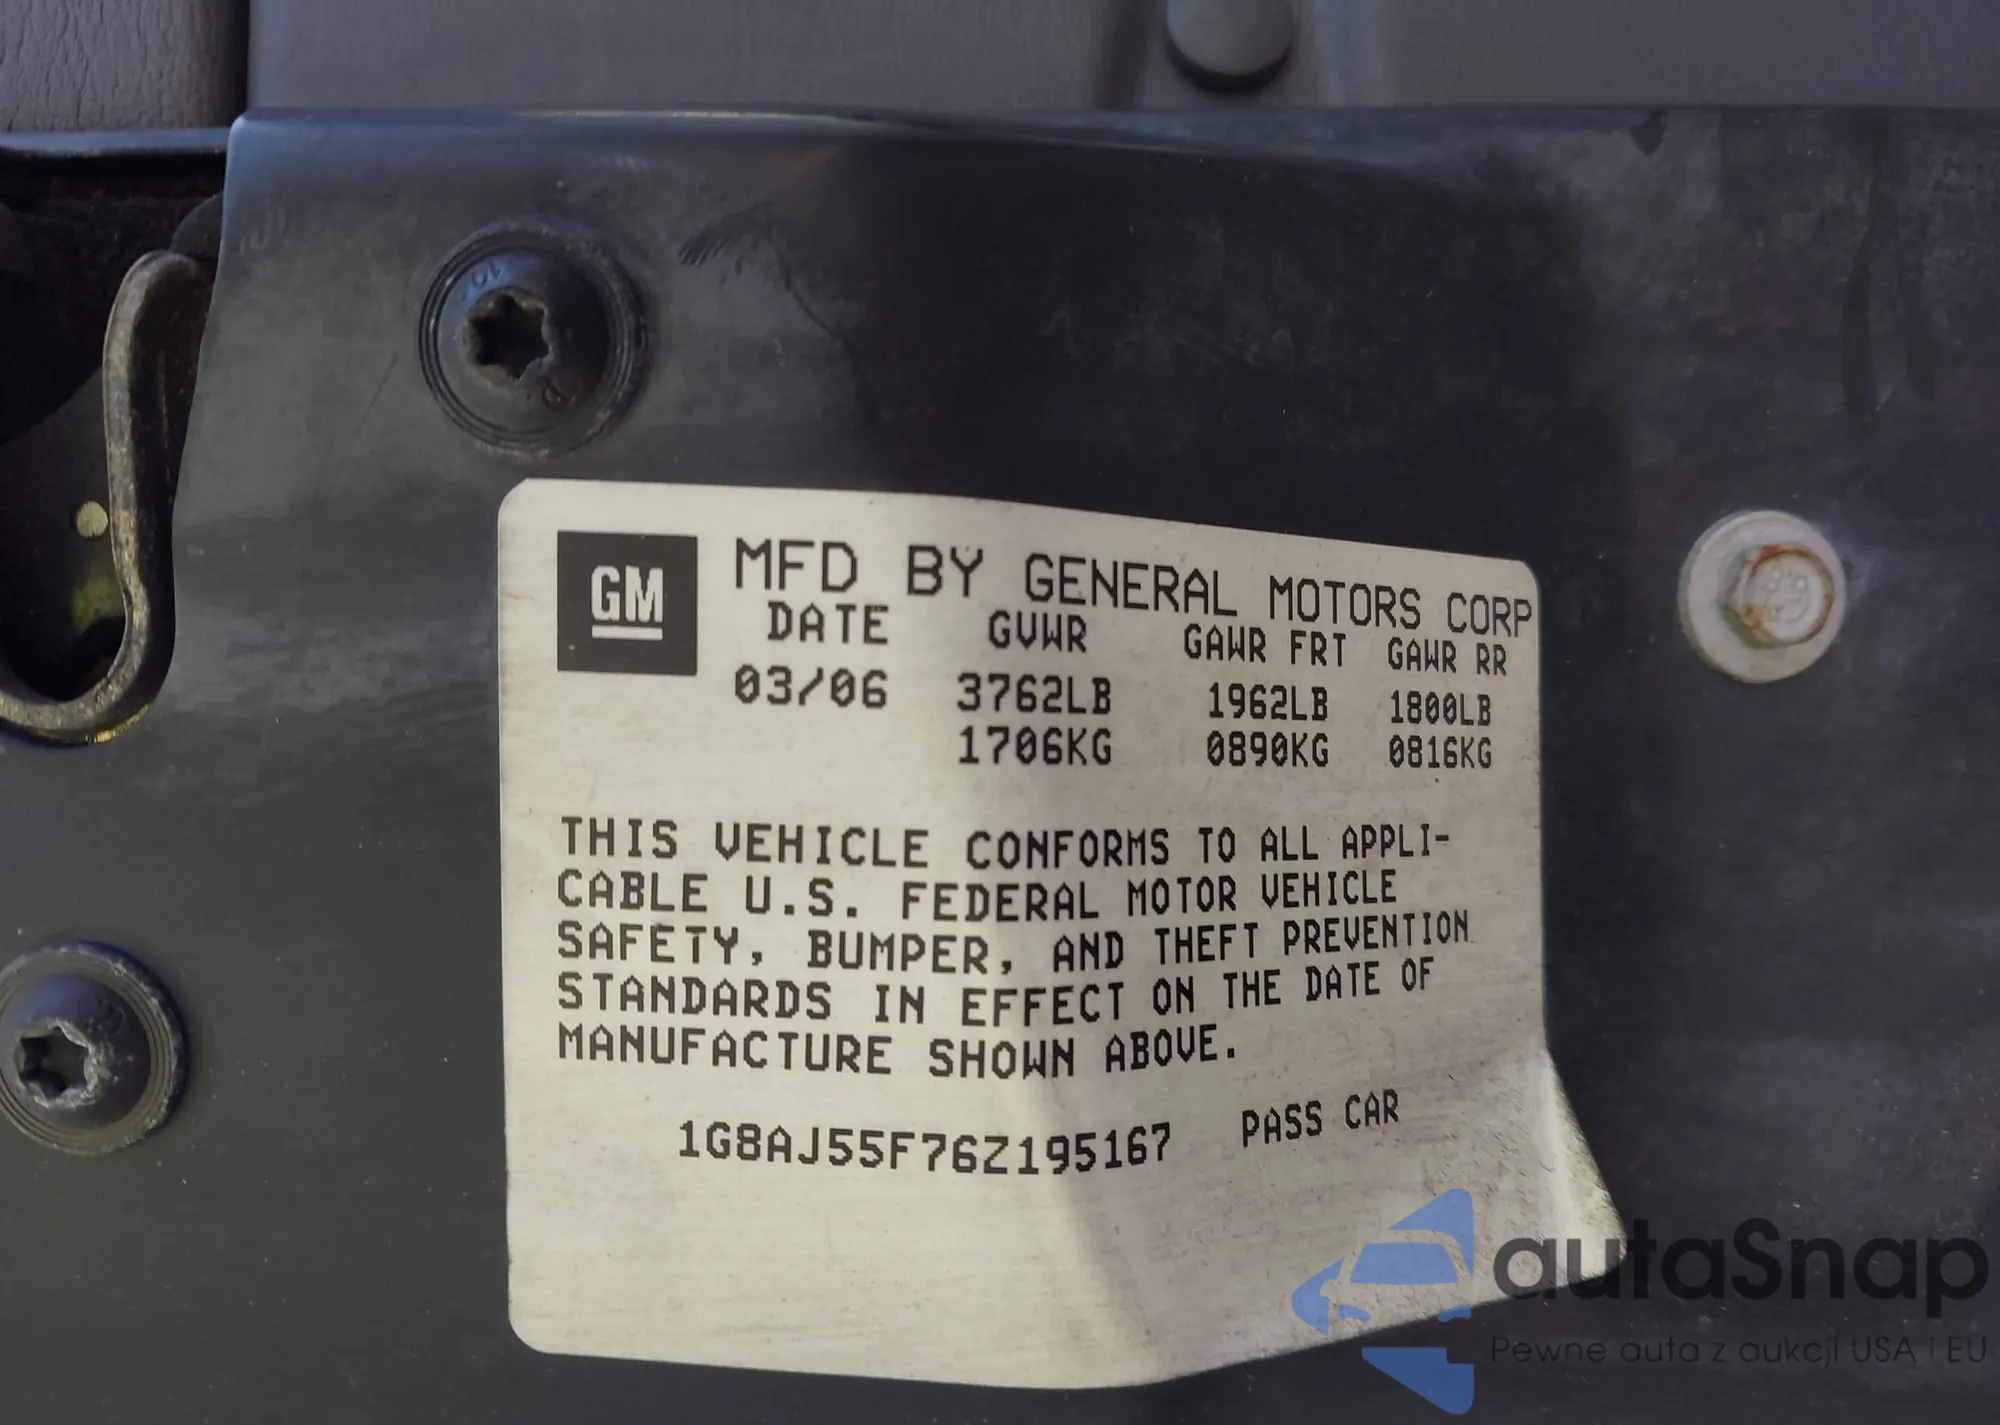 GM
MFD BY GENERAL MOTORS CORP
DATE GVWR GAWR FRT GAWR RR
03/06 3762LB 1962LB 1800LB
1706KG 0890KG 0816KG
THIS VEHICLE CONFORMS TO ALL APPLI-
CABLE U.S. FEDERAL MOTOR VEHICLE
SAFETY, BUMPER, AND THEFT PREVENTION
STANDARDS IN EFFECT ON THE DATE OF
MANUFACTURE SHOWN ABOVE.
1G8AJ55F76Z195167 PASS CAR
autaSnap
Pewne auta z aukcji USA i EU